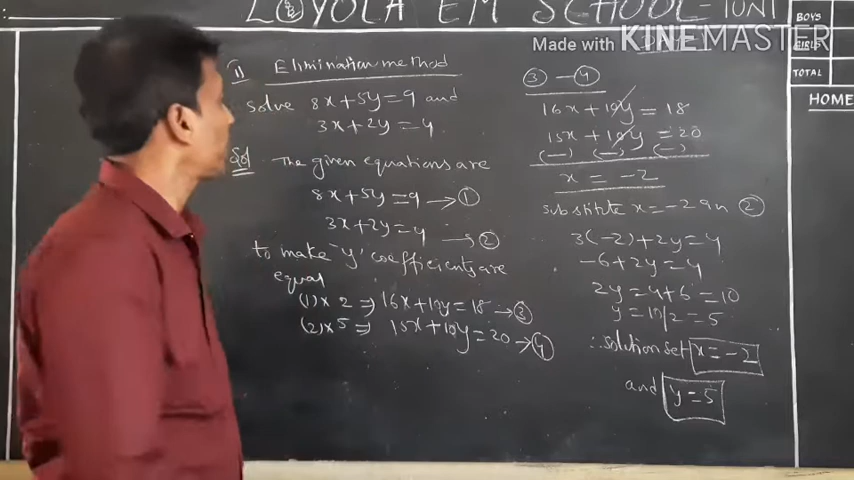 LOYOLA EM SCHOOL-
Made with KINEMASTER
BOYS
GIRLS
TOTAL
HOME
1) Elimination method
Solve 8x+5y=9 and
3x+2y=4
Sol The given equations are
8x+5y=9 → ①
3x+2y=4 → ②
to make 'y' coefficients are
equal
(1)×2 ⇒ 16x+10y=18 → ③
(2)×5 ⇒ 15x+10y=20 → ④
③ - ④
16x+10y=18
15x+10y=20
(-) (-) (-)
x = -2
substitute x=-2 in ②
3(-2)+2y=4
-6+2y=4
2y=4+6=10
y=10/2=5
∴ solution set x=-2
and y=5